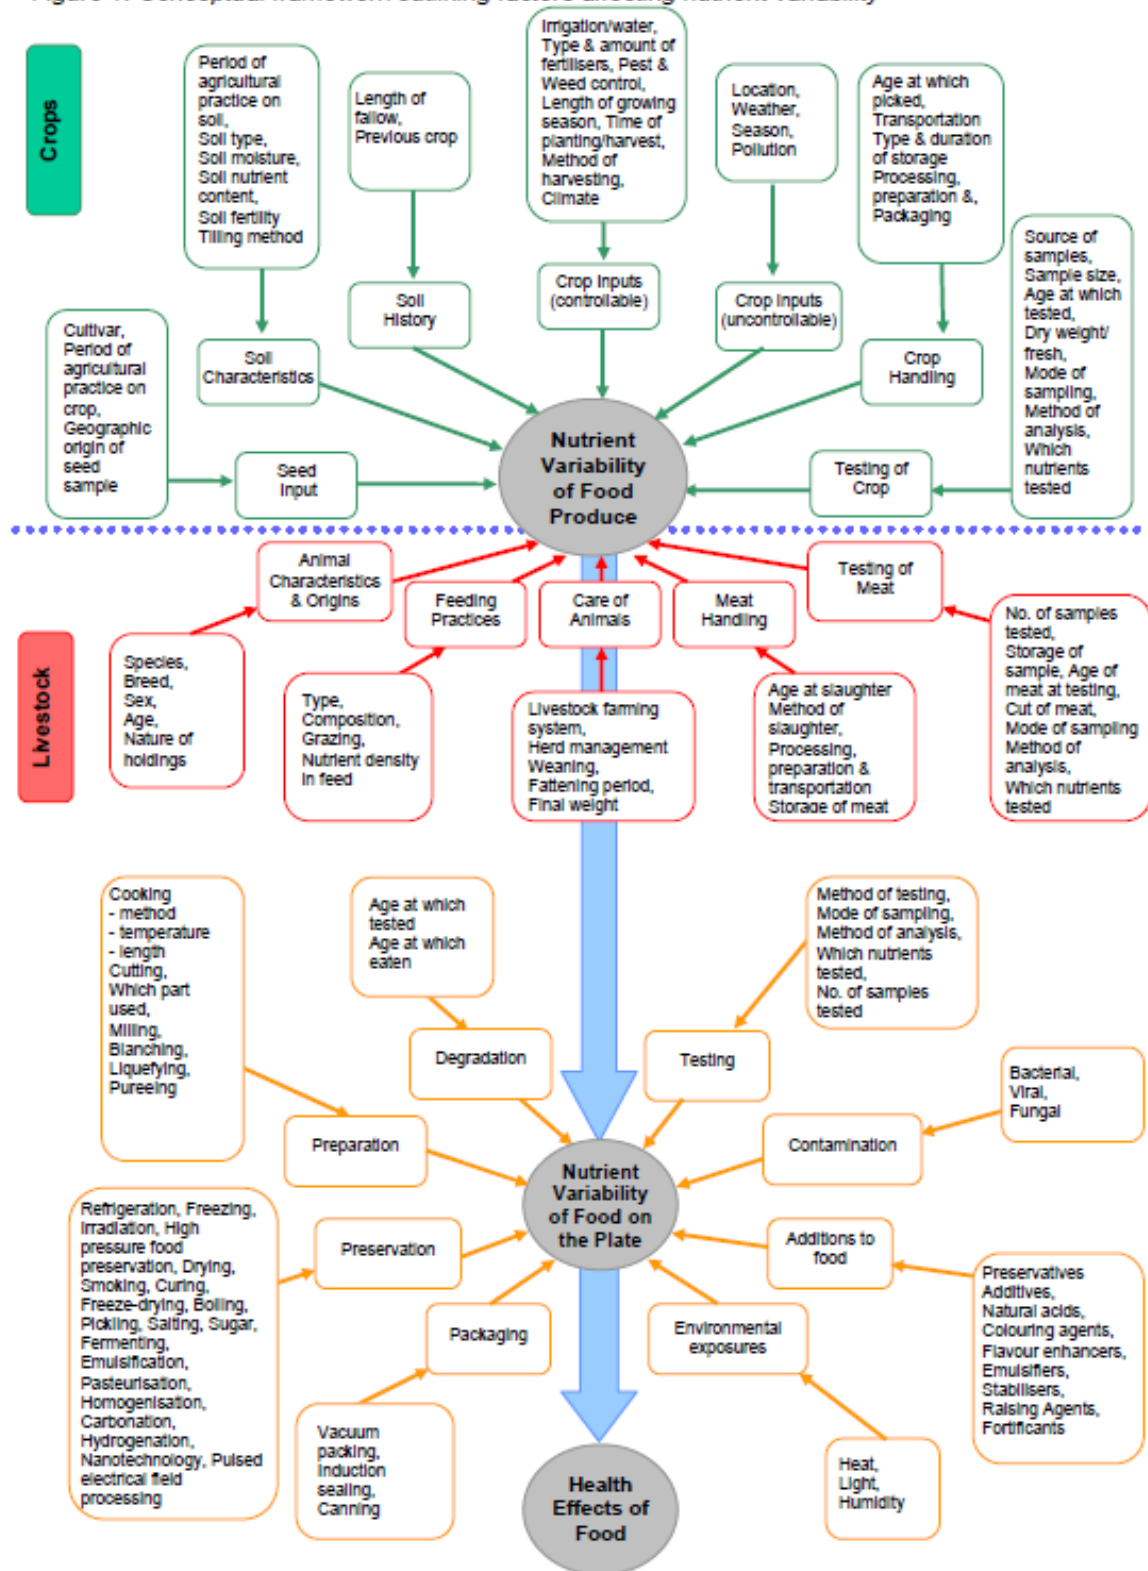 Figure 1: Conceptual framework outlining factors affecting nutrient variability
Crops
Period of
agricultural
practice on
soil,
Soil type,
Soil moisture,
Soil nutrient
content,
Soil fertility
Tilling method
Length of
fallow,
Previous crop
Irrigation/water,
Type & amount of
fertilisers, Pest &
Weed control,
Length of growing
season, Time of
planting/harvest,
Method of
harvesting,
Climate
Location,
Weather,
Season,
Pollution
Age at which
picked,
Transportation
Type & duration
of storage
Processing,
preparation &,
Packaging
Source of
samples,
Sample size,
Age at which
tested,
Dry weight/
fresh,
Mode of
sampling,
Method of
analysis,
Which
nutrients
tested
Cultivar,
Period of
agricultural
practice on
crop,
Geographic
origin of
seed
sample
Soil
Characteristics
Soil
History
Crop Inputs
(controllable)
Crop Inputs
(uncontrollable)
Crop
Handling
Seed
Input
Testing of
Crop
Nutrient
Variability
of Food
Produce
Livestock
Animal
Characteristics
& Origins
Feeding
Practices
Care of
Animals
Meat
Handling
Testing of
Meat
Species,
Breed,
Sex,
Age,
Nature of
holdings
Type,
Composition,
Grazing,
Nutrient density
in feed
Livestock farming
system,
Herd management
Weaning,
Fattening period,
Final weight
Age at slaughter
Method of
slaughter,
Processing,
preparation &
transportation
Storage of meat
No. of samples
tested,
Storage of
sample, Age of
meat at testing,
Cut of meat,
Mode of sampling
Method of
analysis,
Which nutrients
tested
Cooking
- method
- temperature
- length
Cutting,
Which part
used,
Milling,
Blanching,
Liquefying,
Pureeing
Age at which
tested
Age at which
eaten
Method of testing,
Mode of sampling,
Method of analysis,
Which nutrients
tested,
No. of samples
tested
Degradation
Testing
Bacterial,
Viral,
Fungal
Preparation
Contamination
Nutrient
Variability
of Food on
the Plate
Refrigeration, Freezing,
Irradiation, High
pressure food
preservation, Drying,
Smoking, Curing,
Freeze-drying, Boiling,
Pickling, Salting, Sugar,
Fermenting,
Emulsification,
Pasteurisation,
Homogenisation,
Carbonation,
Hydrogenation,
Nanotechnology, Pulsed
electrical field
processing
Preservation
Additions to
food
Packaging
Environmental
exposures
Preservatives
Additives,
Natural acids,
Colouring agents,
Flavour enhancers,
Emulsifiers,
Stabilisers,
Raising Agents,
Fortificants
Vacuum
packing,
Induction
sealing,
Canning
Heat,
Light,
Humidity
Health
Effects of
Food